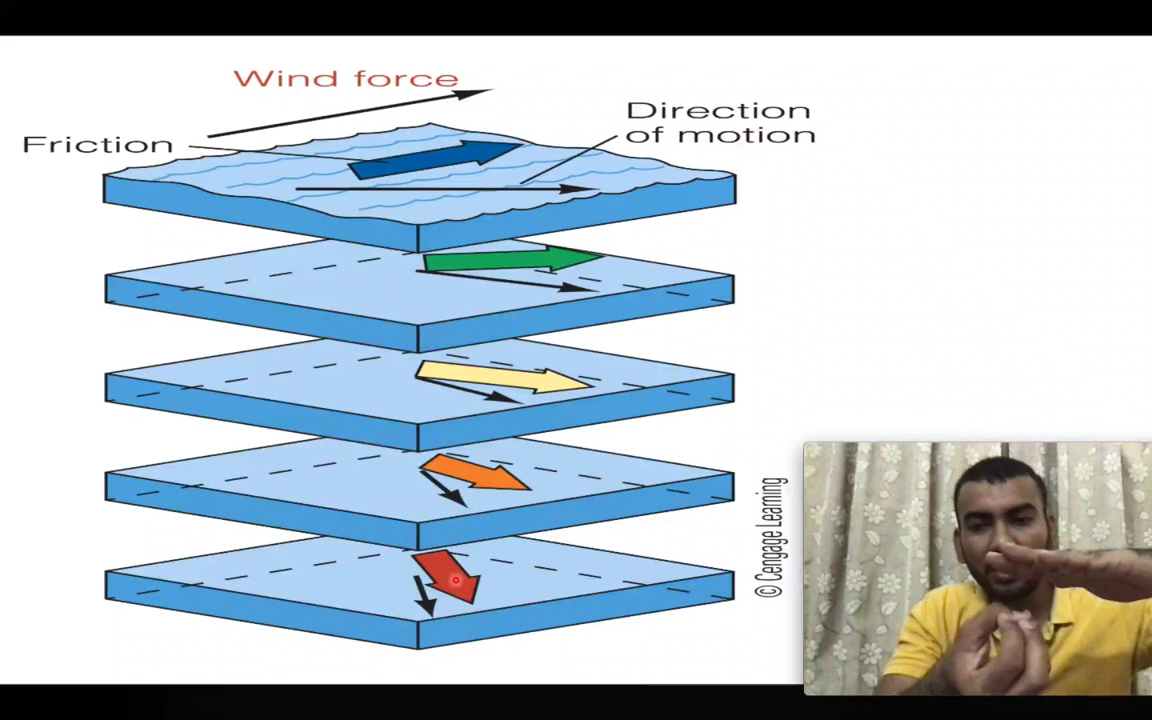 Wind force
Direction
of motion
Friction
© Cengage Learning